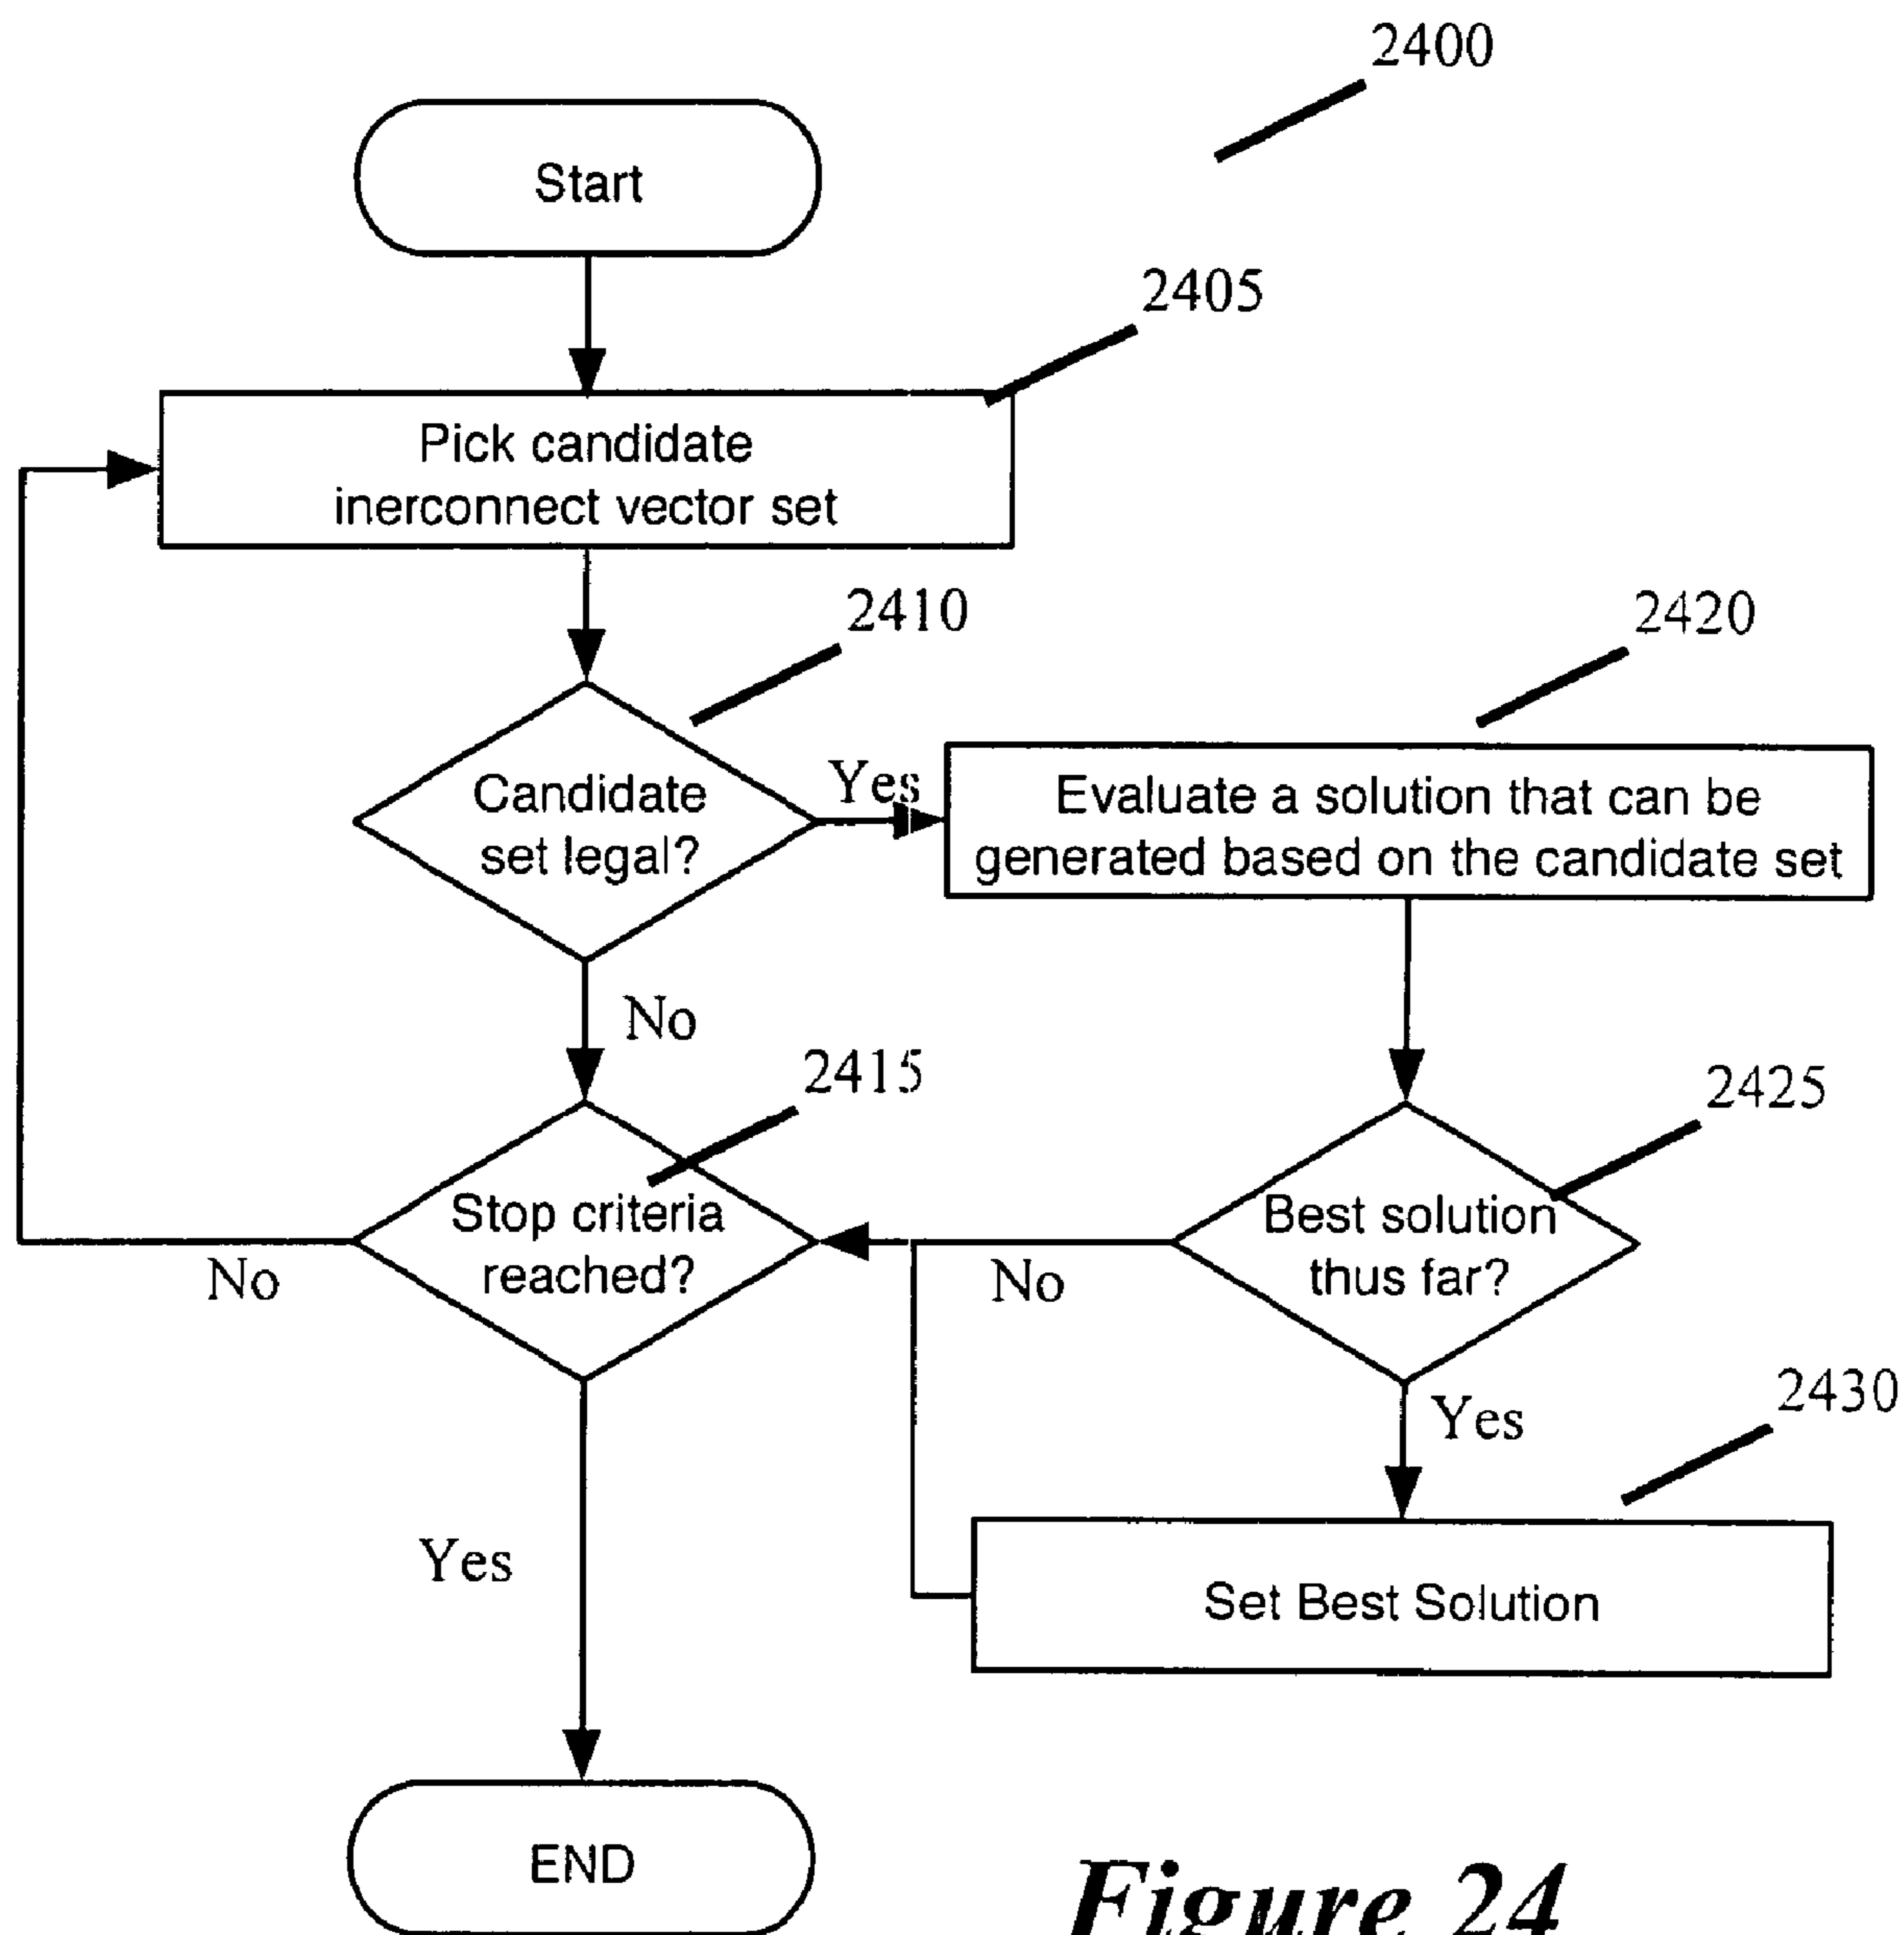 2400
Start
2405
Pick candidate
inerconnect vector set
2410
2420
Candidate
set legal?
Yes
Evaluate a solution that can be
generated based on the candidate set
No
2415
2425
Stop criteria
reached?
No
Best solution
thus far?
No
Yes
2430
Set Best Solution
Yes
END
Figure 24